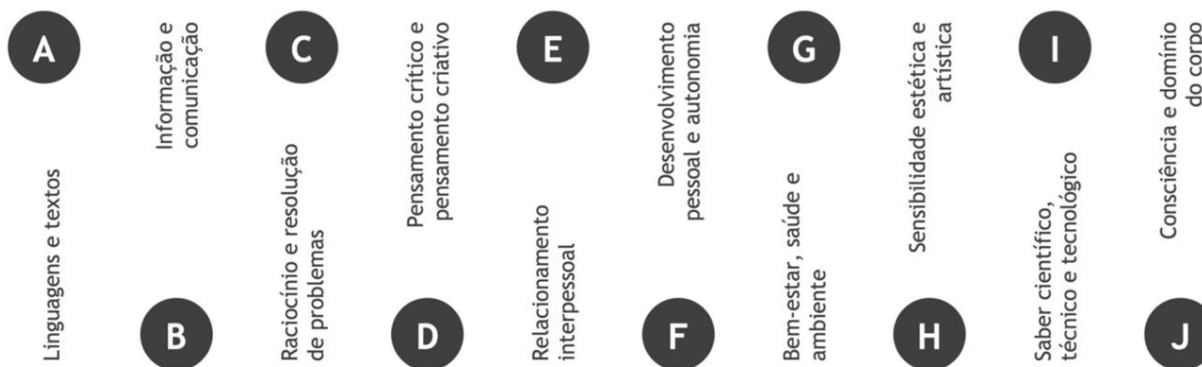 A
Linguagens e textos
B
Informação e
comunicação
C
Raciocínio e resolução
de problemas
D
Pensamento crítico e
pensamento criativo
E
Relacionamento
interpessoal
F
Desenvolvimento
pessoal e autonomia
G
Bem-estar, saúde e
ambiente
H
Sensibilidade estética e
artística
I
Saber científico,
técnico e tecnológico
J
Consciência e domínio
do corpo